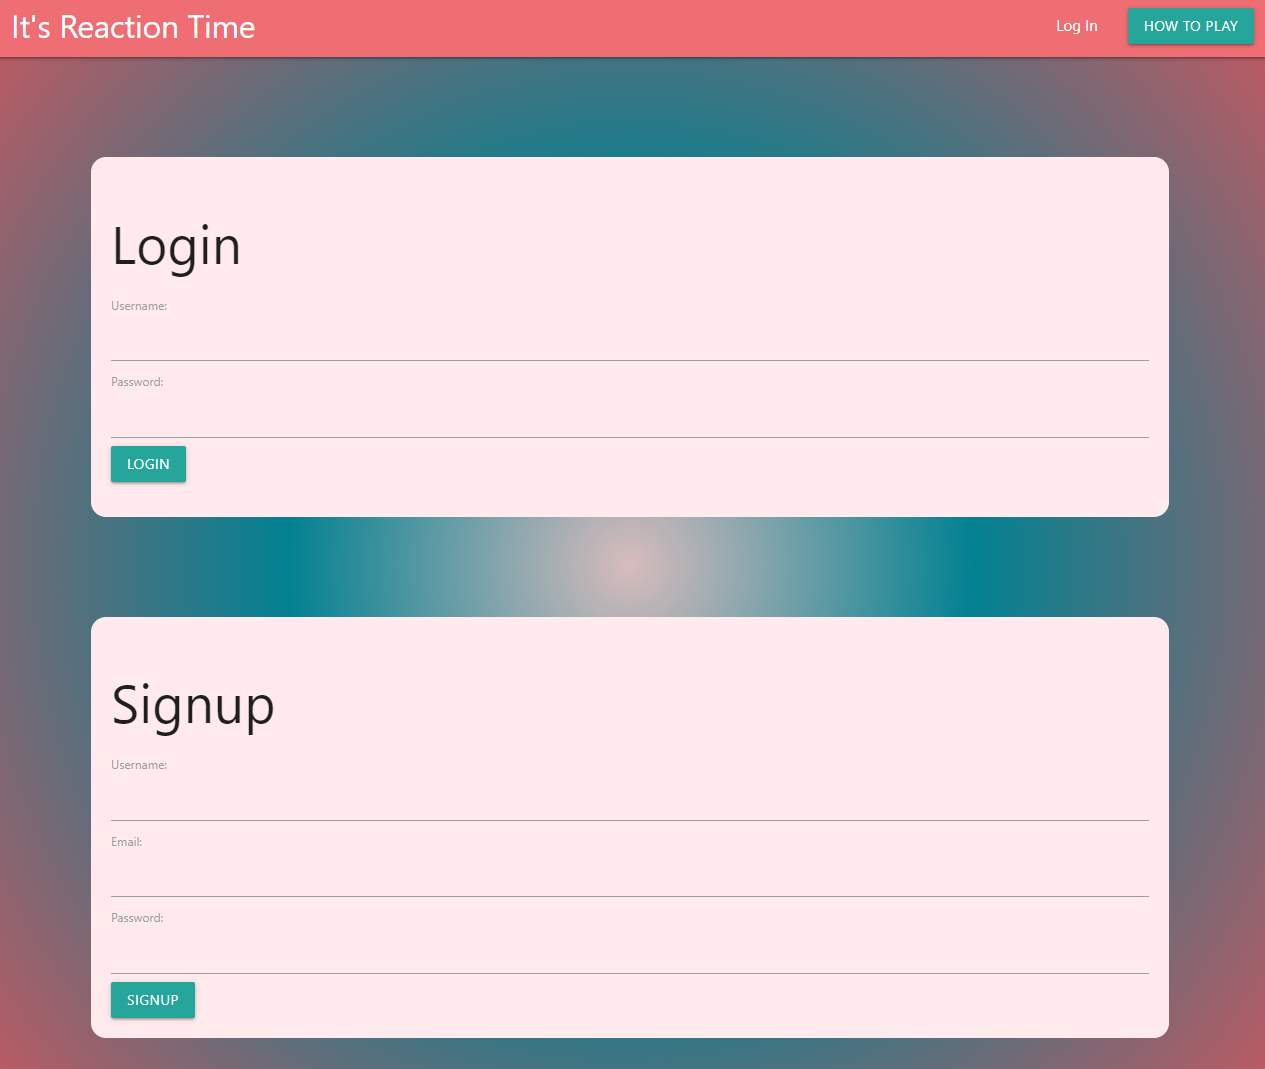 It's Reaction Time
Log In
HOW TO PLAY
Login
Username:
Password:
LOGIN
Signup
Username:
Email:
Password:
SIGNUP